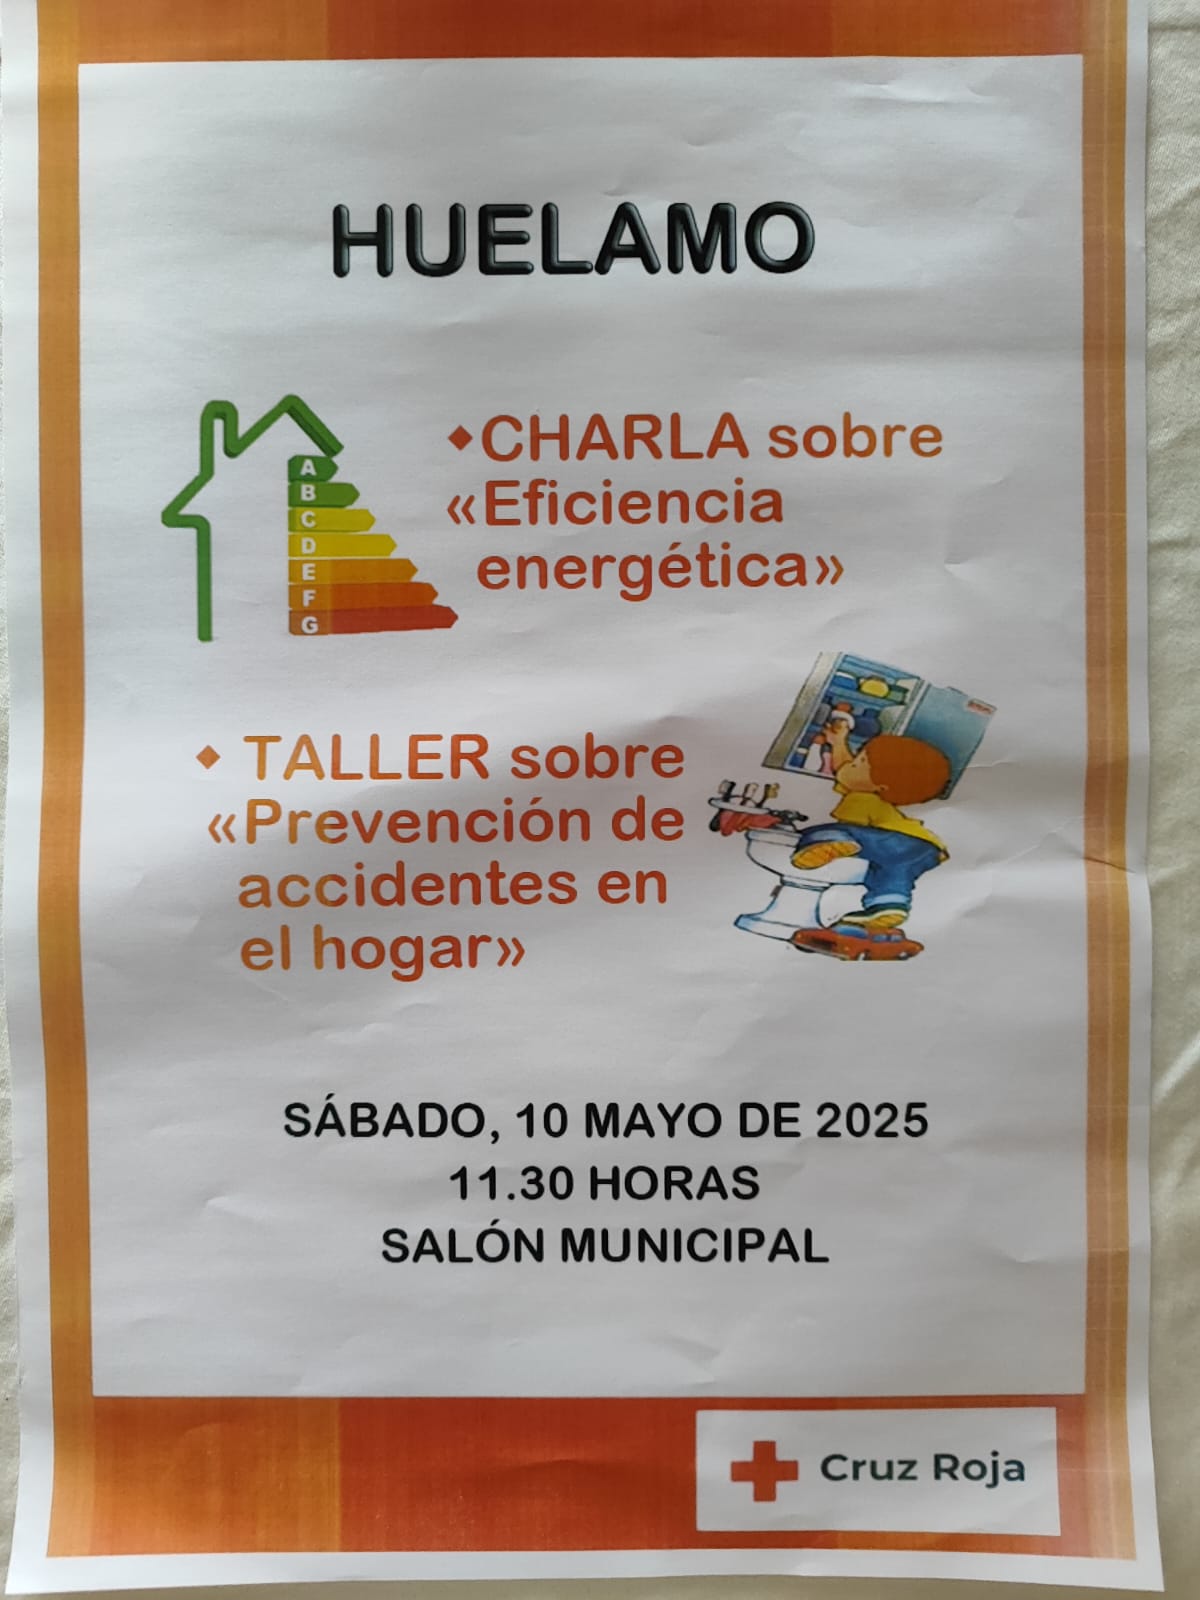 HUELAMO
A
B
C
D
E
F
G
◆CHARLA sobre
«Eficiencia
energética»
◆ TALLER sobre
«Prevención de
accidentes en
el hogar»
SÁBADO, 10 MAYO DE 2025
11.30 HORAS
SALÓN MUNICIPAL
Cruz Roja